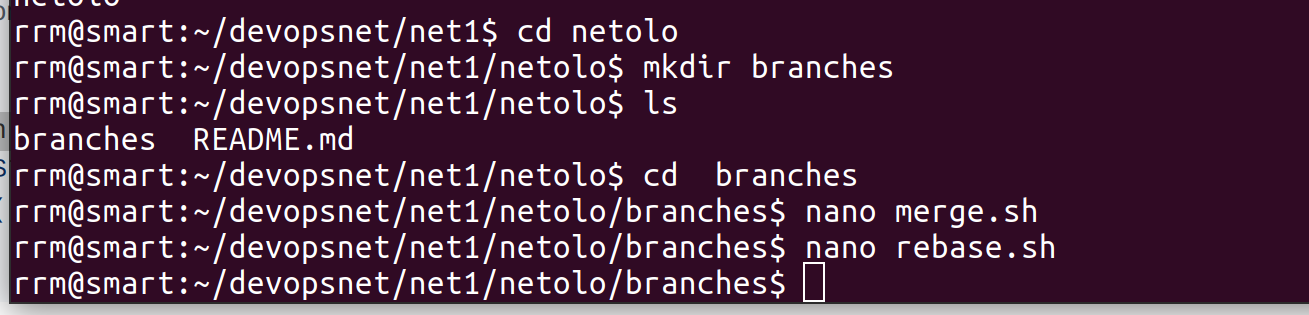 netolo
rrm@smart:~/devopsnet/net1$ cd netolo
rrm@smart:~/devopsnet/net1/netolo$ mkdir branches
rrm@smart:~/devopsnet/net1/netolo$ ls
branches  README.md
rrm@smart:~/devopsnet/net1/netolo$ cd  branches
rrm@smart:~/devopsnet/net1/netolo/branches$ nano merge.sh
rrm@smart:~/devopsnet/net1/netolo/branches$ nano rebase.sh
rrm@smart:~/devopsnet/net1/netolo/branches$